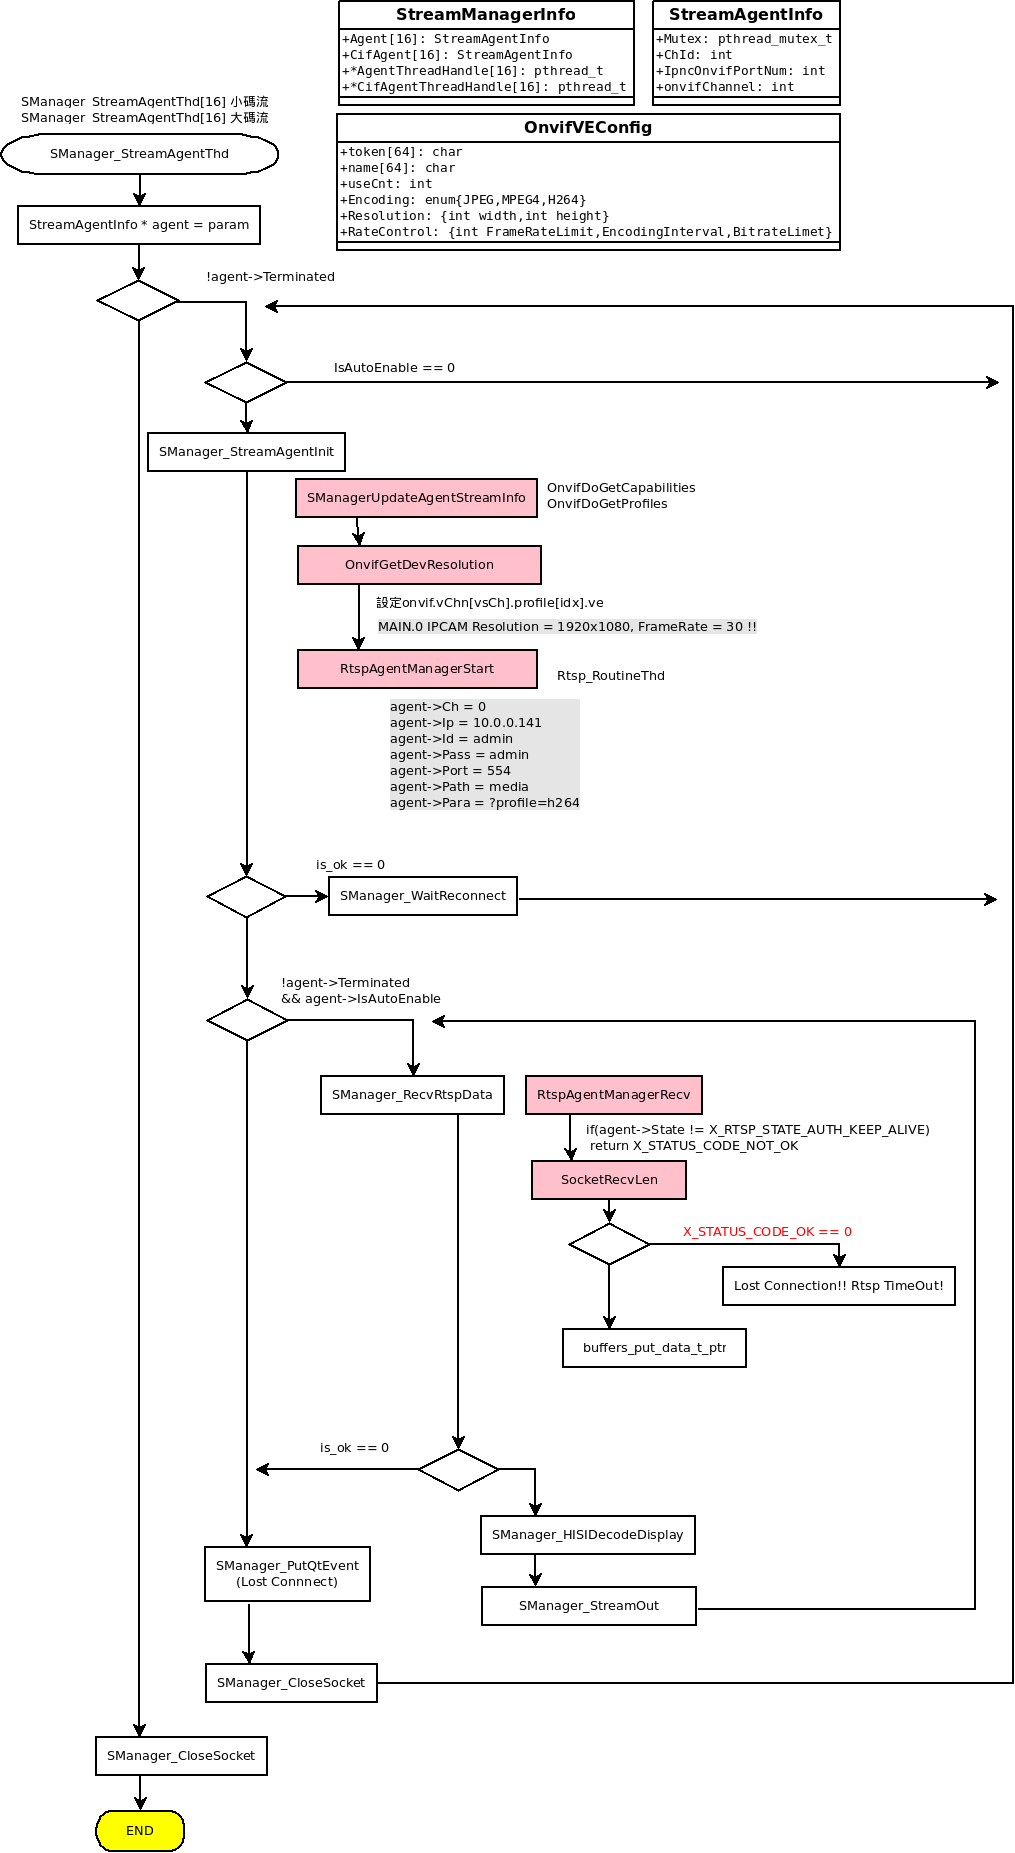 StreamManagerInfo
+Agent[16]: StreamAgentInfo
+CifAgent[16]: StreamAgentInfo
+*AgentThreadHandle[16]: pthread_t
+*CifAgentThreadHandle[16]: pthread_t
StreamAgentInfo
+Mutex: pthread_mutex_t
+ChId: int
+IpncOnvifPortNum: int
+onvifChannel: int
OnvifVEConfig
+token[64]: char
+name[64]: char
+useCnt: int
+Encoding: enum{JPEG,MPEG4,H264}
+Resolution: {int width,int height}
+RateControl: {int FrameRateLimit,EncodingInterval,BitrateLimet}
SManager_StreamAgentThd[16] 小碼流
SManager_StreamAgentThd[16] 大碼流
SManager_StreamAgentThd
StreamAgentInfo * agent = param
!agent->Terminated
IsAutoEnable == 0
SManager_StreamAgentInit
SManagerUpdateAgentStreamInfo
OnvifDoGetCapabilities
OnvifDoGetProfiles
OnvifGetDevResolution
設定onvif.vChn[vsCh].profile[idx].ve
MAIN.0 IPCAM Resolution = 1920x1080, FrameRate = 30 !!
RtspAgentManagerStart
Rtsp_RoutineThd
agent->Ch = 0
agent->Ip = 10.0.0.141
agent->Id = admin
agent->Pass = admin
agent->Port = 554
agent->Path = media
agent->Para = ?profile=h264
is_ok == 0
SManager_WaitReconnect
!agent->Terminated
&& agent->IsAutoEnable
SManager_RecvRtspData
RtspAgentManagerRecv
if(agent->State != X_RTSP_STATE_AUTH_KEEP_ALIVE)
return X_STATUS_CODE_NOT_OK
SocketRecvLen
X_STATUS_CODE_OK == 0
Lost Connection!! Rtsp TimeOut!
buffers_put_data_t_ptr
is_ok == 0
SManager_HISIDecodeDisplay
SManager_PutQtEvent
(Lost Connnect)
SManager_StreamOut
SManager_CloseSocket
SManager_CloseSocket
END